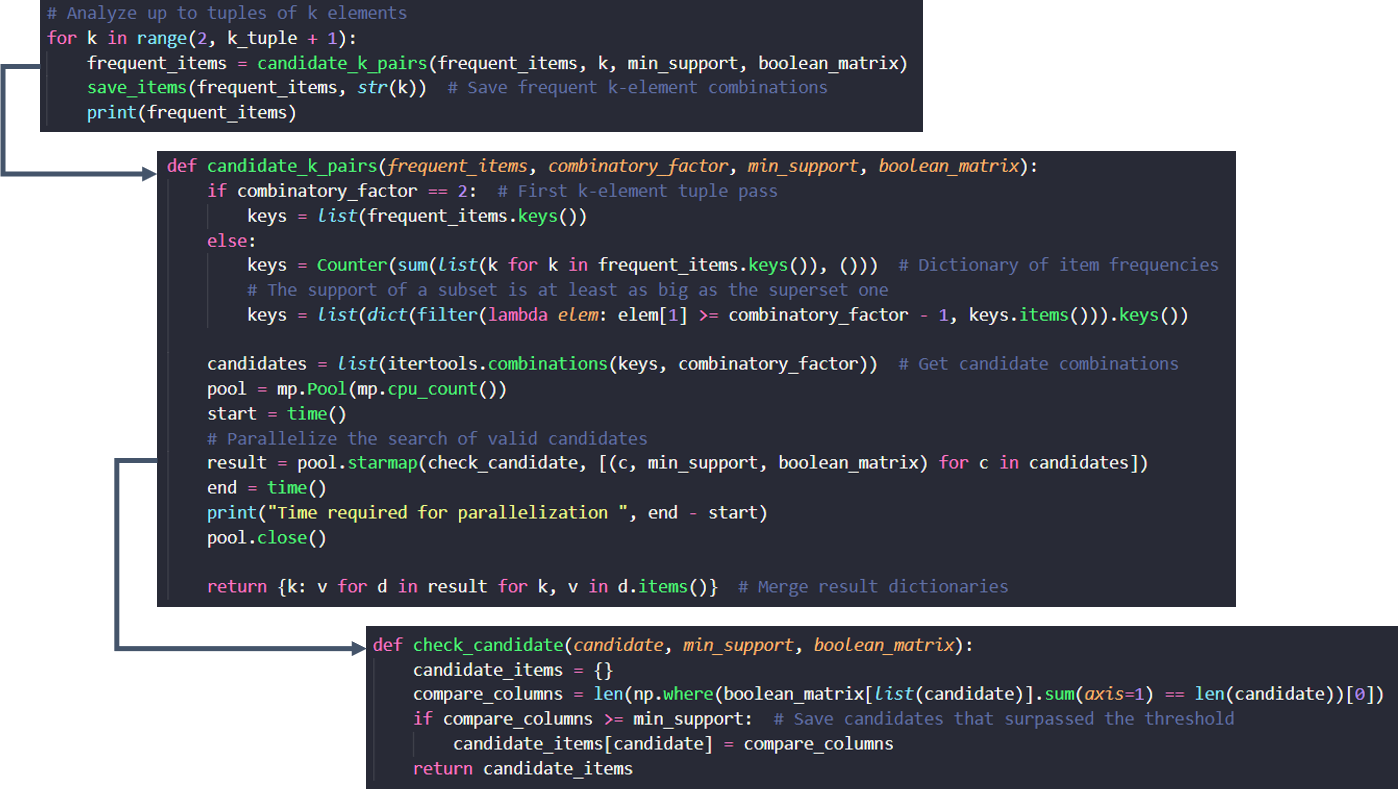 # Analyze up to tuples of k elements
for k in range(2, k_tuple + 1):
    frequent_items = candidate_k_pairs(frequent_items, k, min_support, boolean_matrix)
    save_items(frequent_items, str(k))  # Save frequent k-element combinations
    print(frequent_items)
def candidate_k_pairs(frequent_items, combinatory_factor, min_support, boolean_matrix):
    if combinatory_factor == 2:  # First k-element tuple pass
        keys = list(frequent_items.keys())
    else:
        keys = Counter(sum(list(k for k in frequent_items.keys()), ()))  # Dictionary of item frequencies
        # The support of a subset is at least as big as the superset one
        keys = list(dict(filter(lambda elem: elem[1] >= combinatory_factor - 1, keys.items())).keys())
    candidates = list(itertools.combinations(keys, combinatory_factor))  # Get candidate combinations
    pool = mp.Pool(mp.cpu_count())
    start = time()
    # Parallelize the search of valid candidates
    result = pool.starmap(check_candidate, [(c, min_support, boolean_matrix) for c in candidates])
    end = time()
    print("Time required for parallelization ", end - start)
    pool.close()
    return {k: v for d in result for k, v in d.items()}  # Merge result dictionaries
def check_candidate(candidate, min_support, boolean_matrix):
    candidate_items = {}
    compare_columns = len(np.where(boolean_matrix[list(candidate)].sum(axis=1) == len(candidate))[0])
    if compare_columns >= min_support:  # Save candidates that surpassed the threshold
        candidate_items[candidate] = compare_columns
    return candidate_items